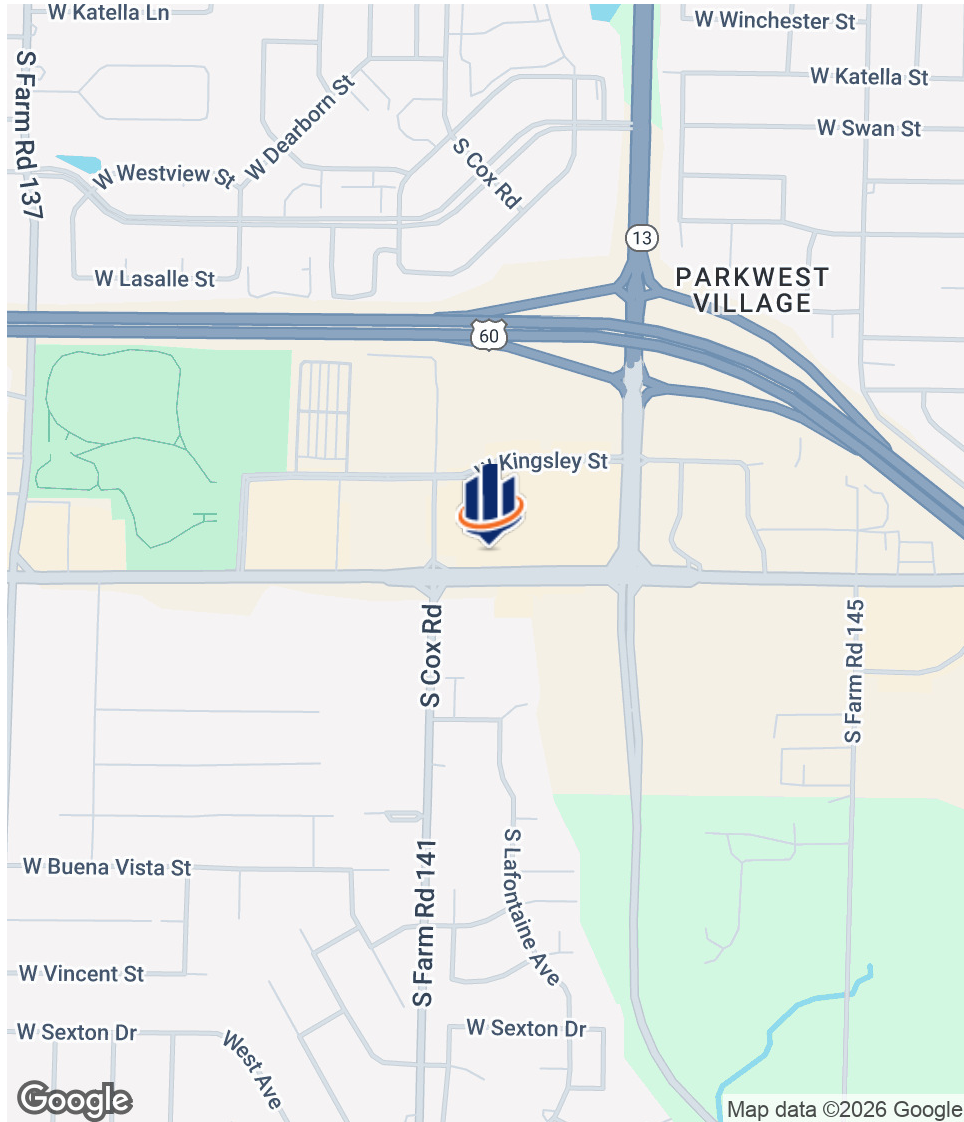 W Katella Ln
W Winchester St
S Farm Rd 137
W Dearborn St
W Katella St
W Swan St
W Westview St
S Cox Rd
13
W Lasalle St
PARKWEST
VILLAGE
60
W Kingsley St
S Cox Rd
S Farm Rd 145
S Lafontaine Ave
W Buena Vista St
S Farm Rd 141
W Vincent St
W Sexton Dr
W Sexton Dr
West Ave
Google
Map data ©2026 Google